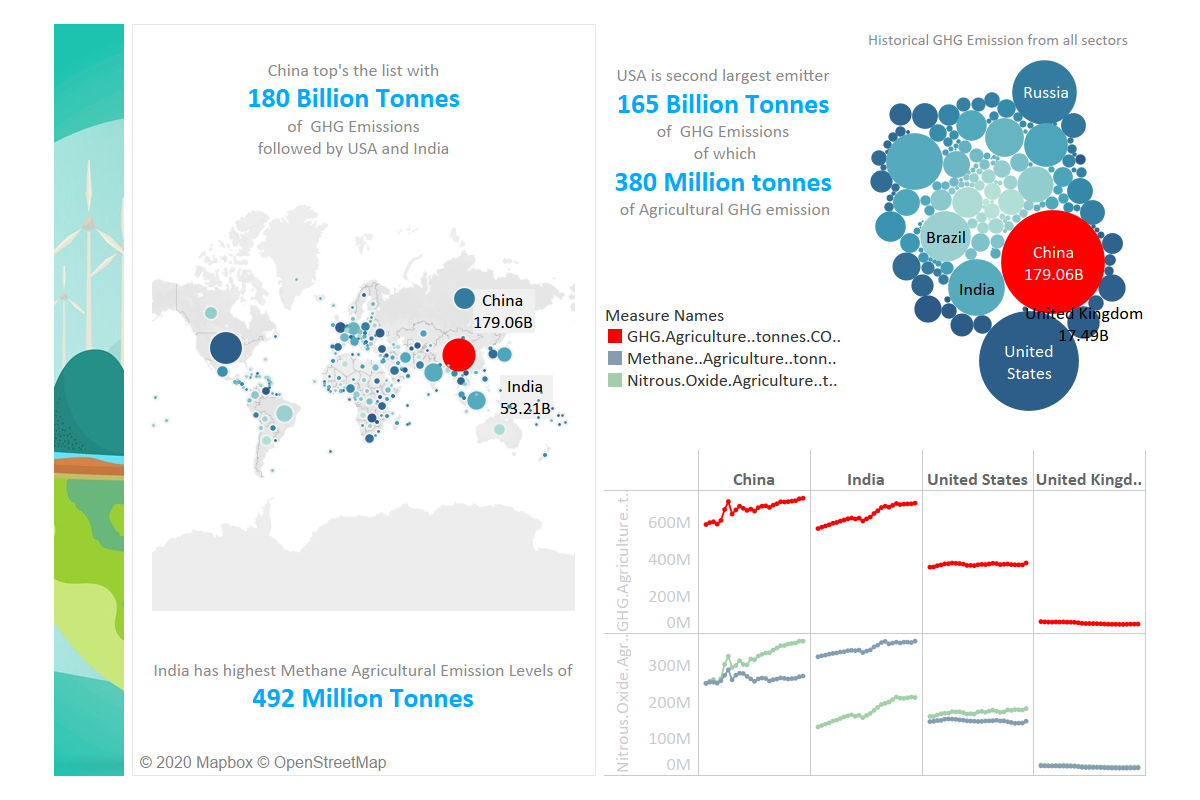 China top's the list with
180 Billion Tonnes
of GHG Emissions
followed by USA and India
China
179.06B
India
53.21B
India has highest Methane Agricultural Emission Levels of
492 Million Tonnes
© 2020 Mapbox © OpenStreetMap
USA is second largest emitter
165 Billion Tonnes
of GHG Emissions
of which
380 Million tonnes
of Agricultural GHG emission
Measure Names
GHG.Agriculture..tonnes.CO..
Methane..Agriculture..tonn..
Nitrous.Oxide.Agriculture..t..
Historical GHG Emission from all sectors
Russia
Brazil
China
179.06B
India
United Kingdom
17.49B
United
States
China India United States United Kingd..
GHG.Agriculture..t..
600M
400M
200M
0M
Nitrous.Oxide.Agr..
300M
200M
100M
0M